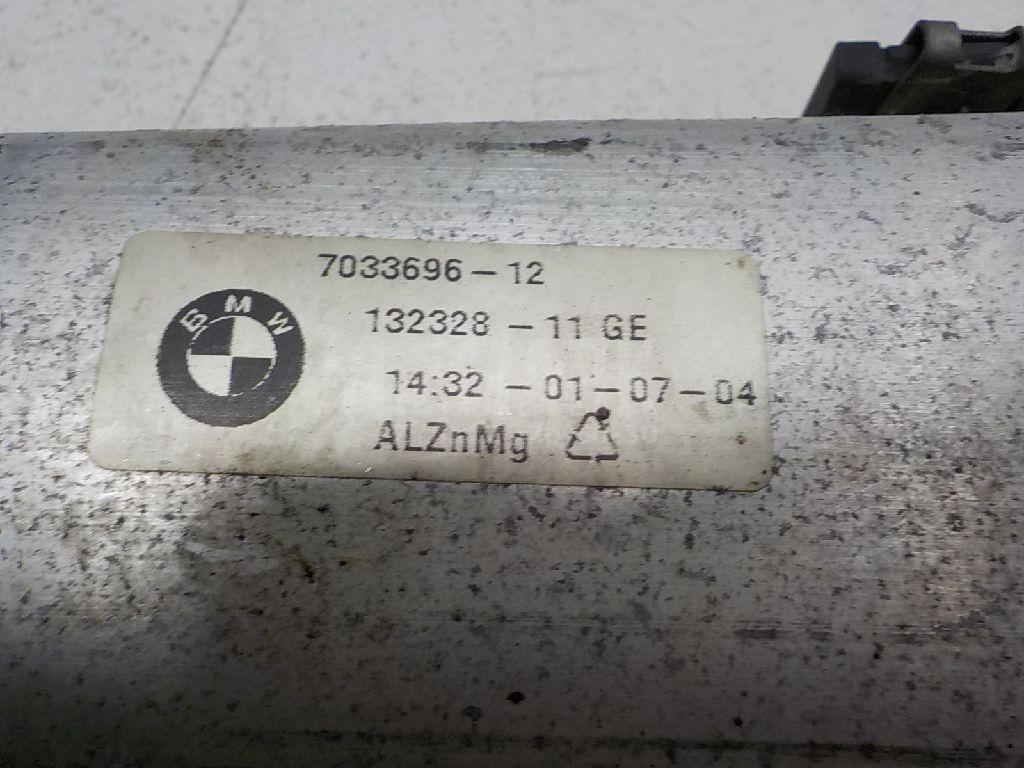 7033696-12
BMW
132328 - 11 GE
14:32 - 01-07-04
ALZnMg